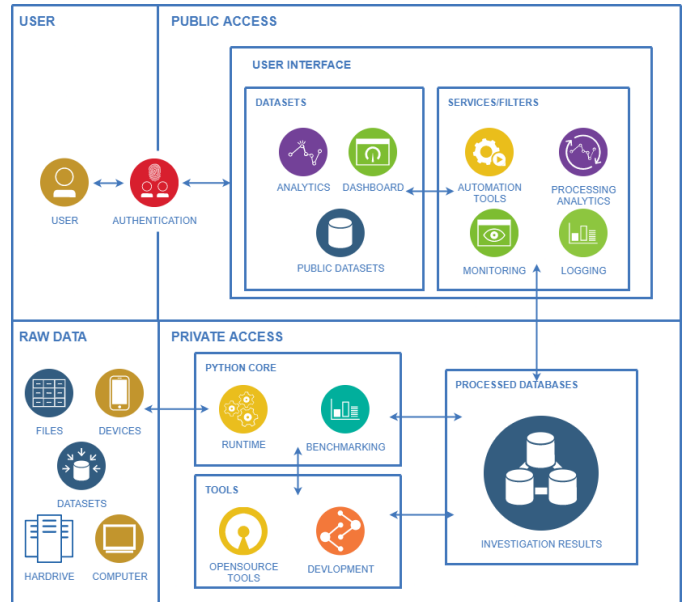 USER
PUBLIC ACCESS
USER INTERFACE
DATASETS
SERVICES/FILTERS
ANALYTICS
DASHBOARD
AUTOMATION
TOOLS
PROCESSING
ANALYTICS
USER
AUTHENTICATION
PUBLIC DATASETS
MONITORING
LOGGING
RAW DATA
PRIVATE ACCESS
PYTHON CORE
PROCESSED DATABASES
FILES
DEVICES
RUNTIME
BENCHMARKING
DATASETS
TOOLS
INVESTIGATION RESULTS
HARDRIVE
COMPUTER
OPENSOURCE
TOOLS
DEVLOPMENT